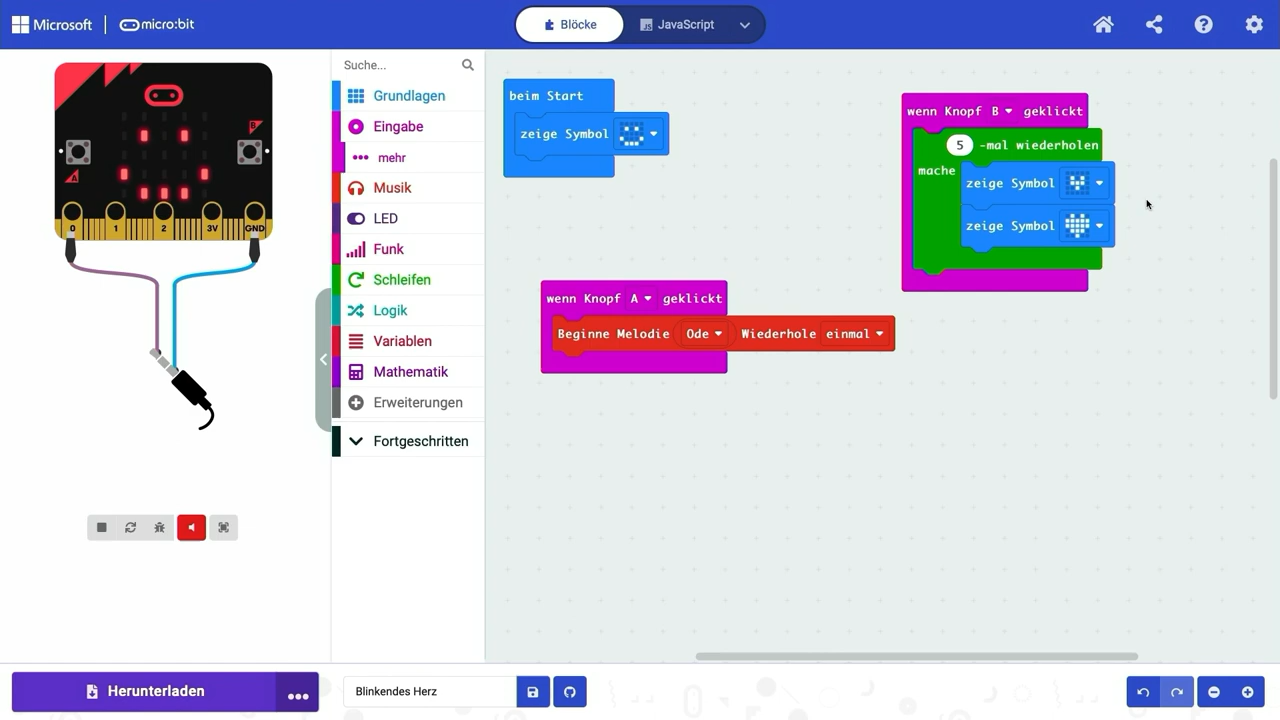 Microsoft
micro:bit
Blöcke
JavaScript
B
A
0
1
2
3V
GND
Suche...
Grundlagen
Eingabe
mehr
Musik
LED
Funk
Schleifen
Logik
Variablen
Mathematik
Erweiterungen
Fortgeschritten
beim Start
zeige Symbol
wenn Knopf B geklickt
5 -mal wiederholen
mache
zeige Symbol
zeige Symbol
wenn Knopf A geklickt
Beginne Melodie Ode Wiederhole einmal
Herunterladen
Blinkendes Herz